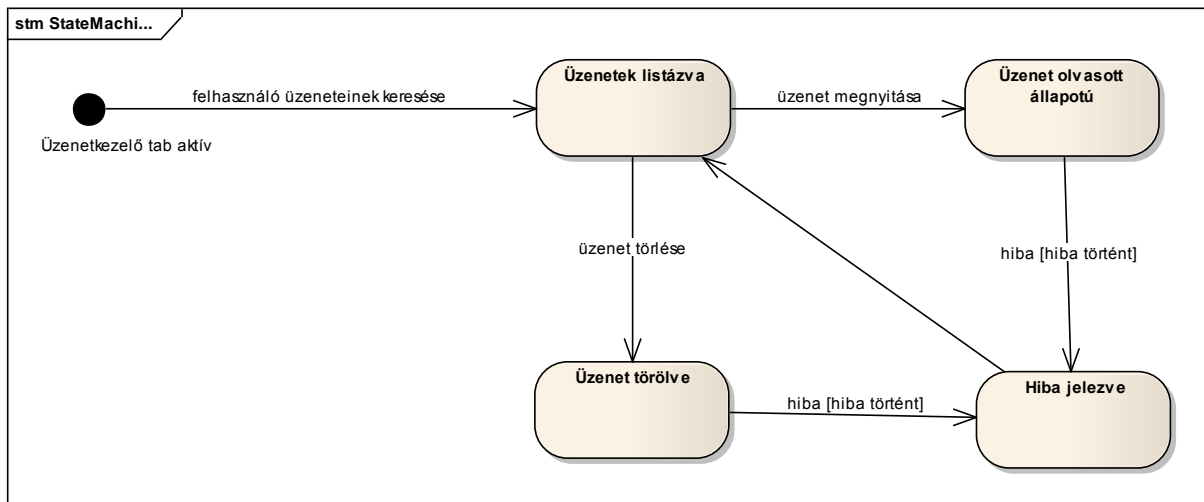 stm StateMachi...
Üzenetek listázva
Üzenet olvasott
állapotú
felhasználó üzeneteinek keresése
üzenet megnyitása
Üzenetkezelő tab aktív
üzenet törlése
hiba [hiba történt]
Üzenet törölve
Hiba jelezve
hiba [hiba történt]